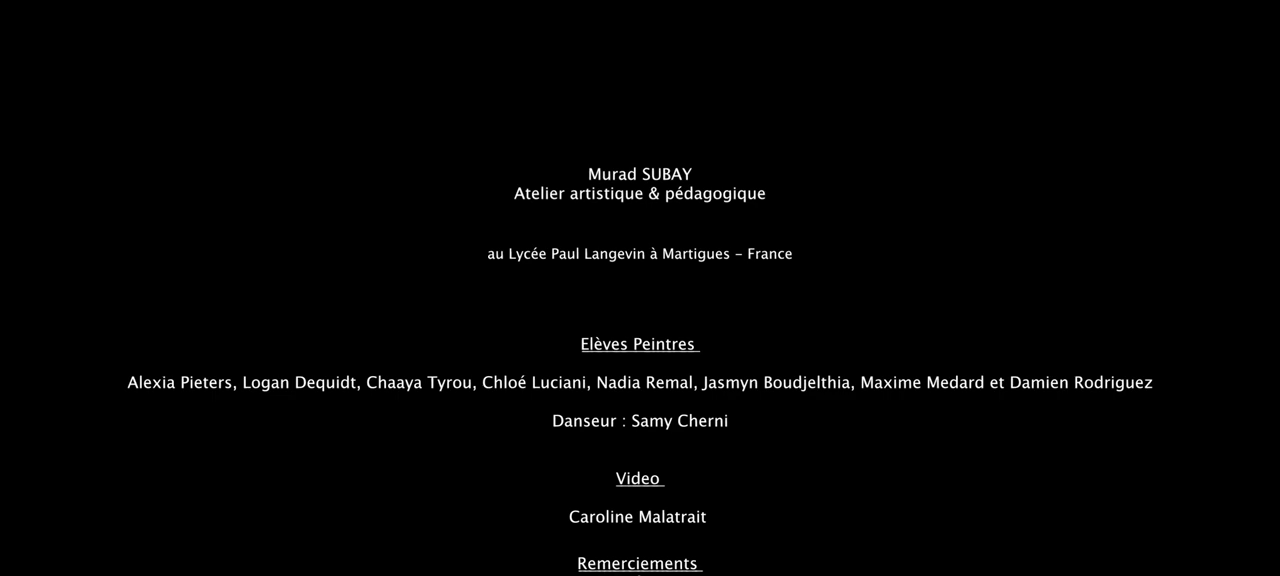 Murad SUBAY
Atelier artistique & pédagogique
au Lycée Paul Langevin à Martigues – France
Elèves Peintres
Alexia Pieters, Logan Dequidt, Chaaya Tyrou, Chloé Luciani, Nadia Remal, Jasmyn Boudjelthia, Maxime Medard et Damien Rodriguez
Danseur : Samy Cherni
Video
Caroline Malatrait
Remerciements